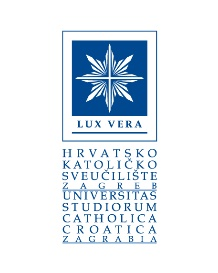 LUX VERA
HRVATSKO
KATOLIČKO
SVEUČILIŠTE
ZAGREB
UNIVERSITAS
STUDIORUM
CATHOLICA
CROATICA
ZAGRABIA